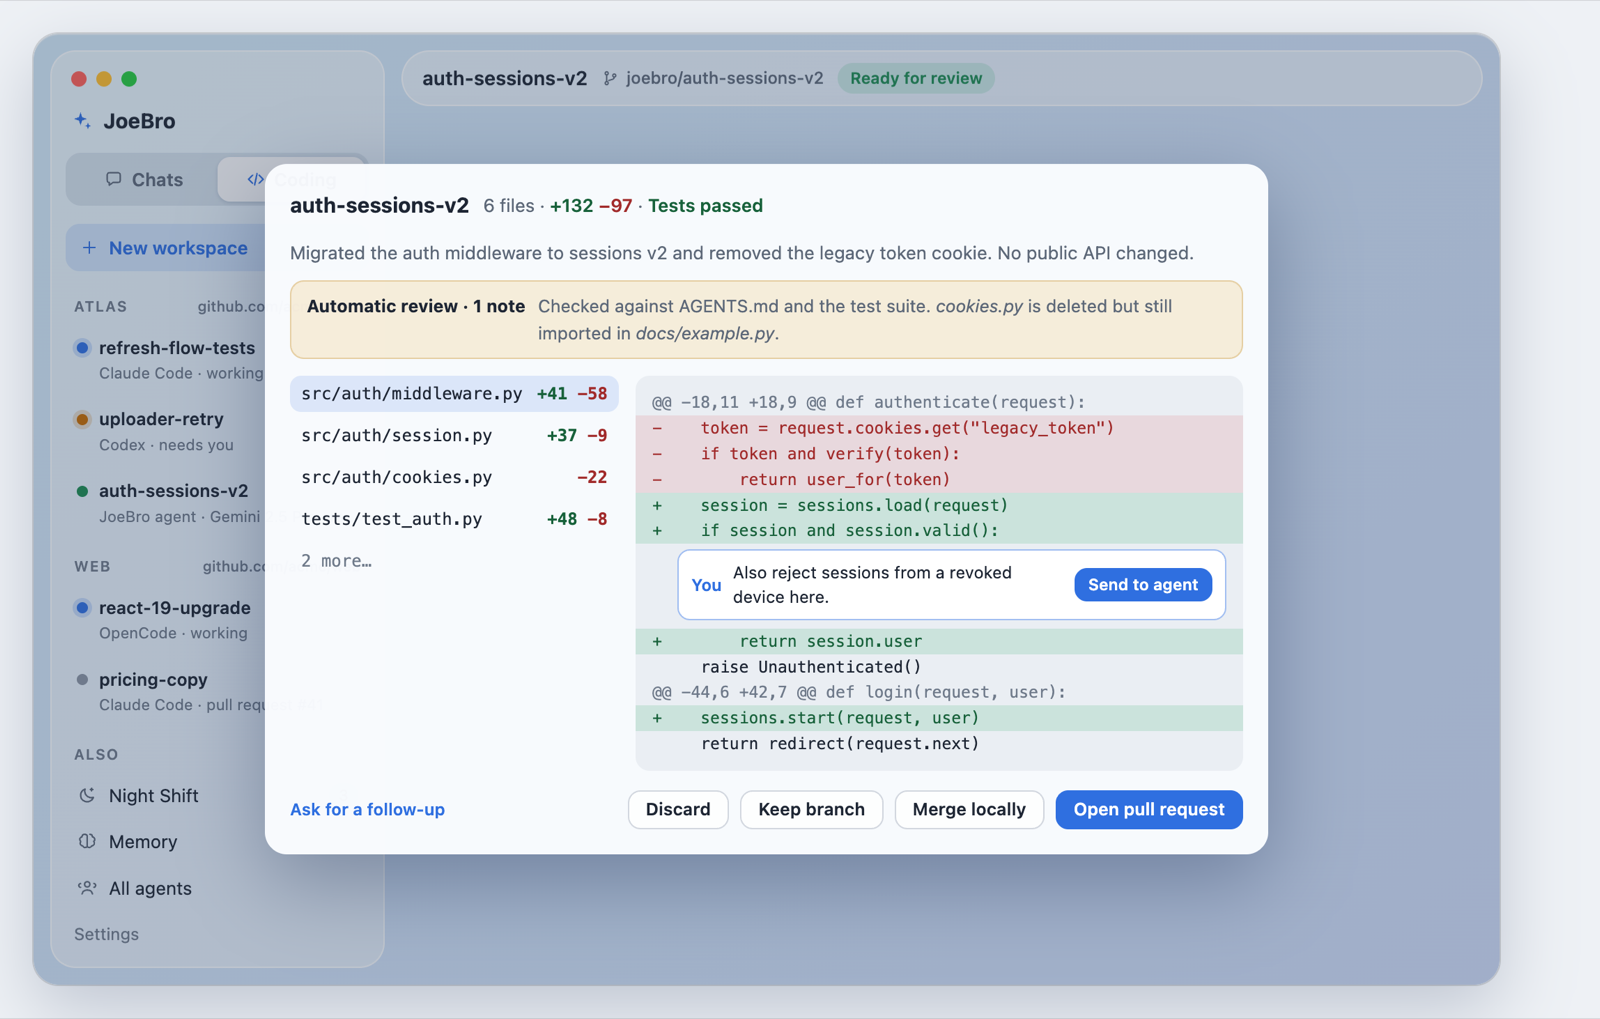 auth-sessions-v2 joebro/auth-sessions-v2 Ready for review
JoeBro
Chats
Coding
New workspace
ATLAS github.co
refresh-flow-tests
Claude Code · working
uploader-retry
Codex · needs you
auth-sessions-v2
JoeBro agent · Gemini
WEB github.co
react-19-upgrade
OpenCode · working
pricing-copy
Claude Code · pull request
ALSO
Night Shift
Memory
All agents
Settings
auth-sessions-v2 6 files · +132 −97 · Tests passed
Migrated the auth middleware to sessions v2 and removed the legacy token cookie. No public API changed.
Automatic review · 1 note Checked against AGENTS.md and the test suite. cookies.py is deleted but still
imported in docs/example.py.
src/auth/middleware.py +41 −58
src/auth/session.py +37 −9
src/auth/cookies.py −22
tests/test_auth.py +48 −8
2 more…
@@ −18,11 +18,9 @@ def authenticate(request):
−    token = request.cookies.get("legacy_token")
−    if token and verify(token):
−        return user_for(token)
+    session = sessions.load(request)
+    if session and session.valid():
You Also reject sessions from a revoked
device here.
Send to agent
+        return session.user
raise Unauthenticated()
@@ −44,6 +42,7 @@ def login(request, user):
+    sessions.start(request, user)
return redirect(request.next)
Ask for a follow-up Discard Keep branch Merge locally Open pull request